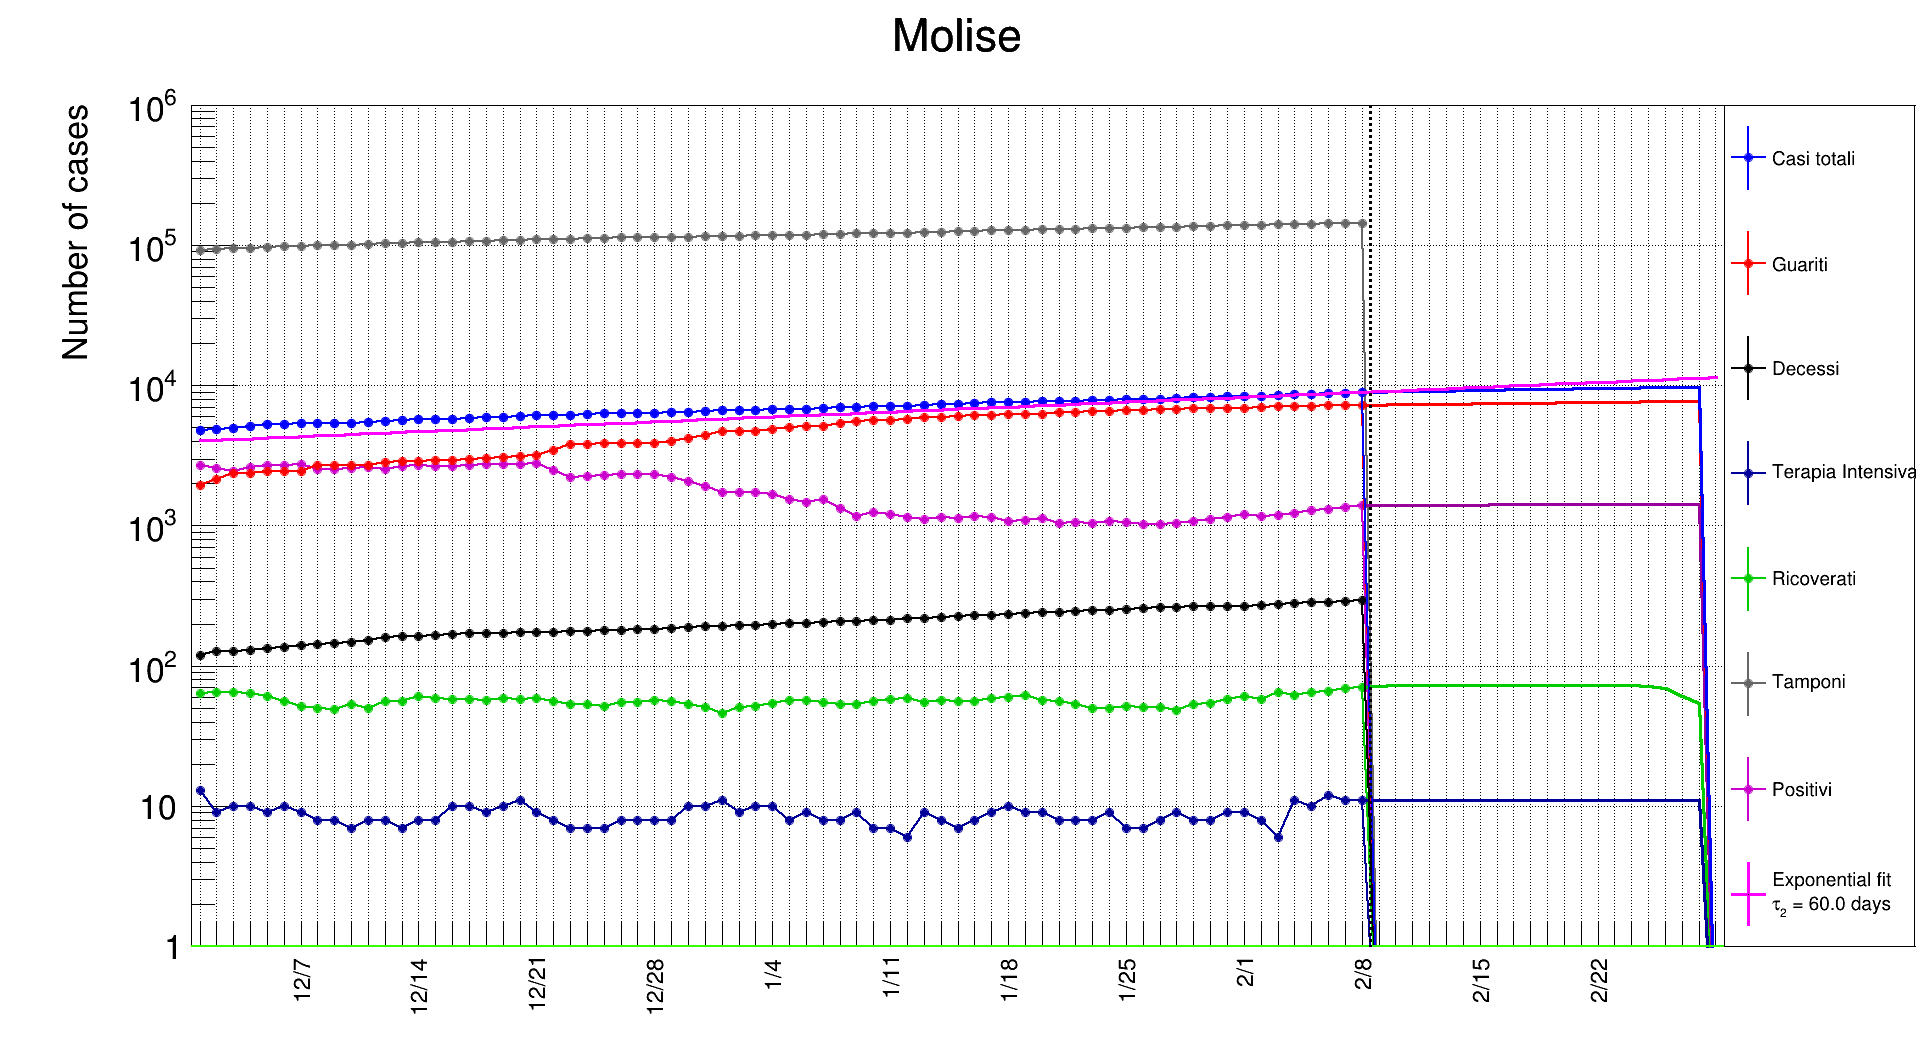 Molise
Number of cases
10^6
10^5
10^4
10^3
10^2
10
1
12/7
12/14
12/21
12/28
1/4
1/11
1/18
1/25
2/1
2/8
2/15
2/22
Casi totali
Guariti
Decessi
Terapia Intensiva
Ricoverati
Tamponi
Positivi
Exponential fit
τ₂ = 60.0 days